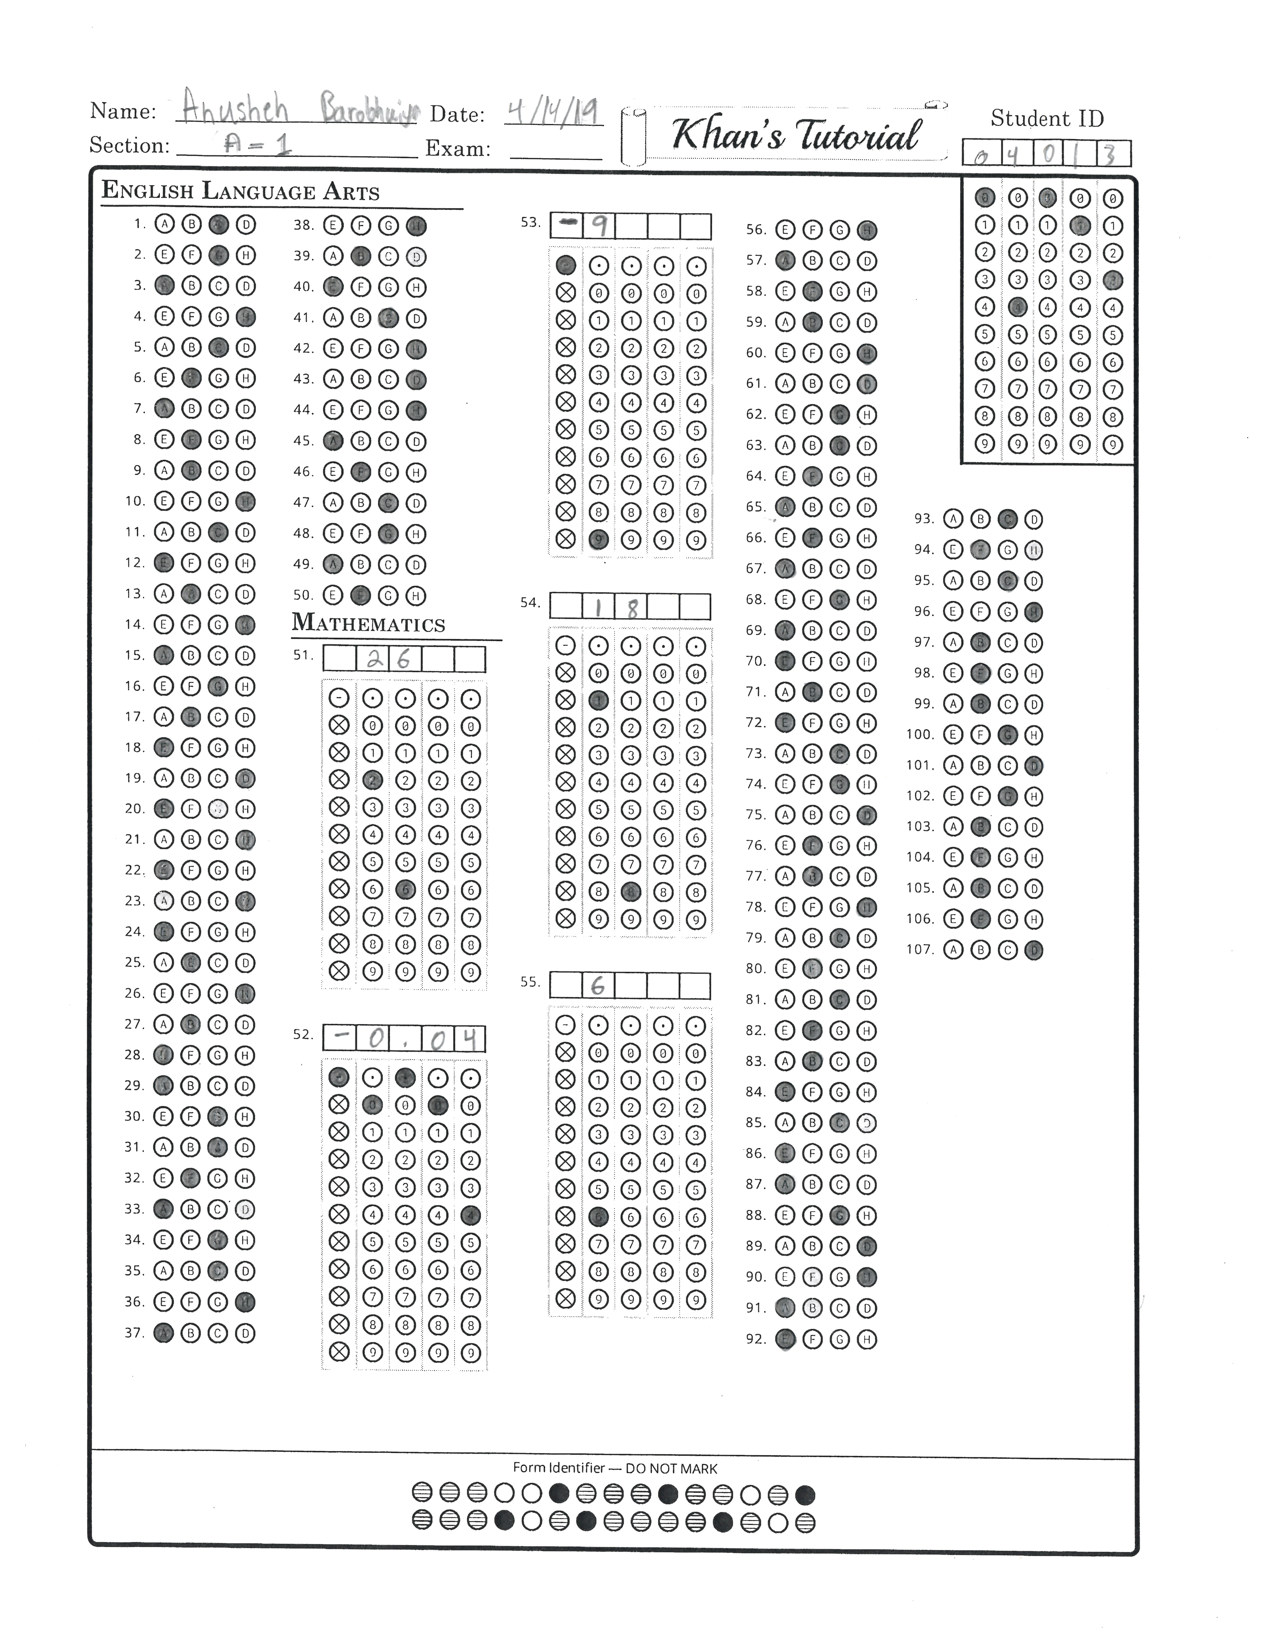 Name: Anusheh Barobhuiya Date: 4/14/19
Section: A=1 Exam:
Khan's Tutorial
Student ID
0 4 0 1 3
ENGLISH LANGUAGE ARTS
1. A B D
2. E F H
3. B C D
4. E F G
5. A B D
6. E G H
7. B C D
8. E G H
9. A C D
10. E F G
11. A B D
12. F G H
13. A C D
14. E F G
15. B C D
16. E F H
17. A C D
18. F G H
19. A B C
20. F H
21. A B C
22. F G H
23. A B C
24. F G H
25. A C D
26. E F G
27. A C D
28. F G H
29. B C D
30. E F H
31. A B D
32. E G H
33. B C D
34. E F H
35. A B D
36. E F G
37. B C D
38. E F G
39. A C D
40. F G H
41. A B D
42. E F G
43. A B C
44. E F G
45. B C D
46. E G H
47. A B D
48. E F H
49. B C D
50. E G H
MATHEMATICS
51. 26
52. -0.04
53. -9
54. 18
55. 6
56. E F G
57. B C D
58. E G H
59. A C D
60. E F G
61. A B C
62. E F H
63. A B D
64. E G H
65. B C D
66. E G H
67. B C D
68. E F H
69. B C D
70. F G H
71. A C D
72. F G H
73. A B D
74. E F H
75. A B C
76. E G H
77. A C D
78. E F G
79. A B D
80. E G H
81. A B D
82. E G H
83. A C D
84. F G H
85. A B D
86. F G H
87. B C D
88. E F H
89. A B C
90. E F G
91. B C D
92. F G H
93. A B D
94. E G H
95. A B D
96. E F G
97. A C D
98. E G H
99. A C D
100. E F H
101. A B C
102. E F H
103. A C D
104. E G H
105. A C D
106. E G H
107. A B C
Form Identifier — DO NOT MARK